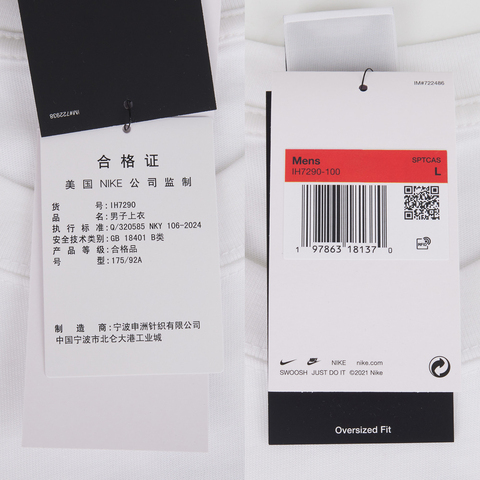 IM#722938
合格证
美国 NIKE 公司监制
货 号: IH7290
品 名: 男子上衣
执行标准: Q/320585 NKY 106-2024
安全技术类别: GB 18401 B类
产品等级: 合格品
号 型: 175/92A
制 造 商: 宁波申洲针织有限公司
中国宁波市北仑大港工业城
IM#722486
Mens SPTCAS
IH7290-100 L
1 97863 18137 0
NIKE nike.com
SWOOSH JUST DO IT ©2021 NIKE
Oversized Fit